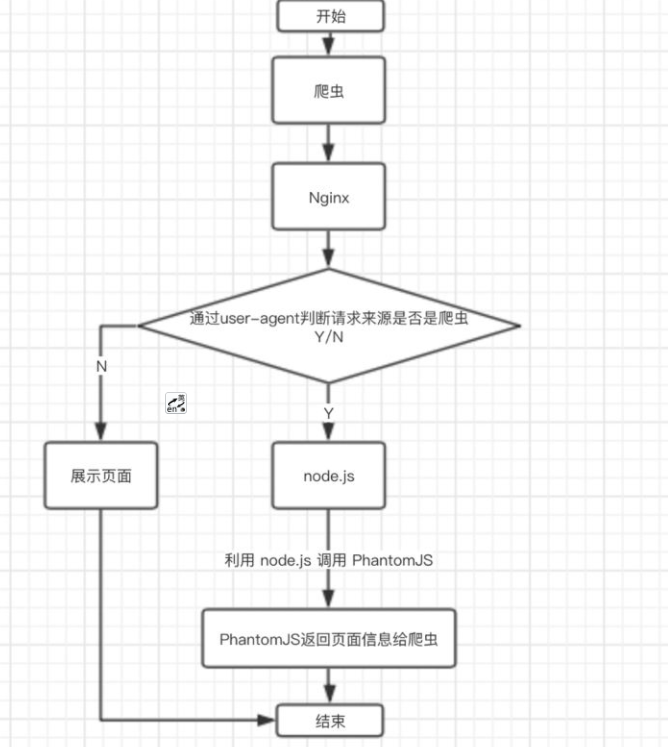 开始
爬虫
Nginx
通过user-agent判断请求来源是否是爬虫
Y/N
N
Y
英
en
展示页面
node.js
利用 node.js 调用 PhantomJS
PhantomJS返回页面信息给爬虫
结束